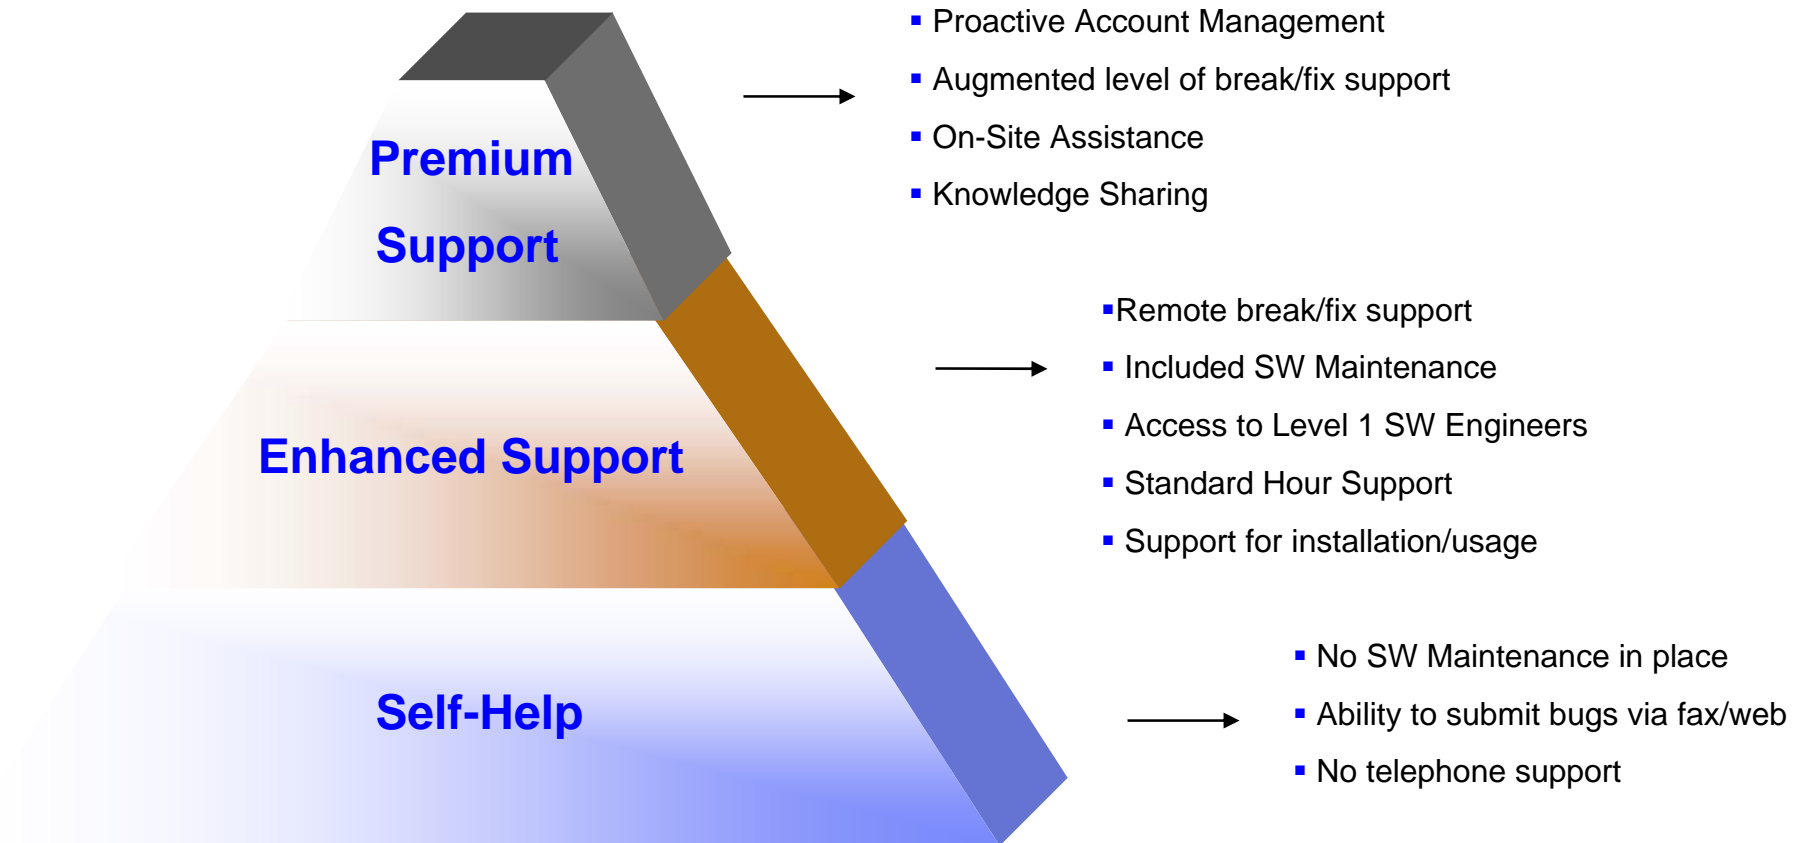 Premium
Support
▪ Proactive Account Management
▪ Augmented level of break/fix support
▪ On-Site Assistance
▪ Knowledge Sharing
Enhanced Support
▪Remote break/fix support
▪ Included SW Maintenance
▪ Access to Level 1 SW Engineers
▪ Standard Hour Support
▪ Support for installation/usage
Self-Help
▪ No SW Maintenance in place
▪ Ability to submit bugs via fax/web
▪ No telephone support